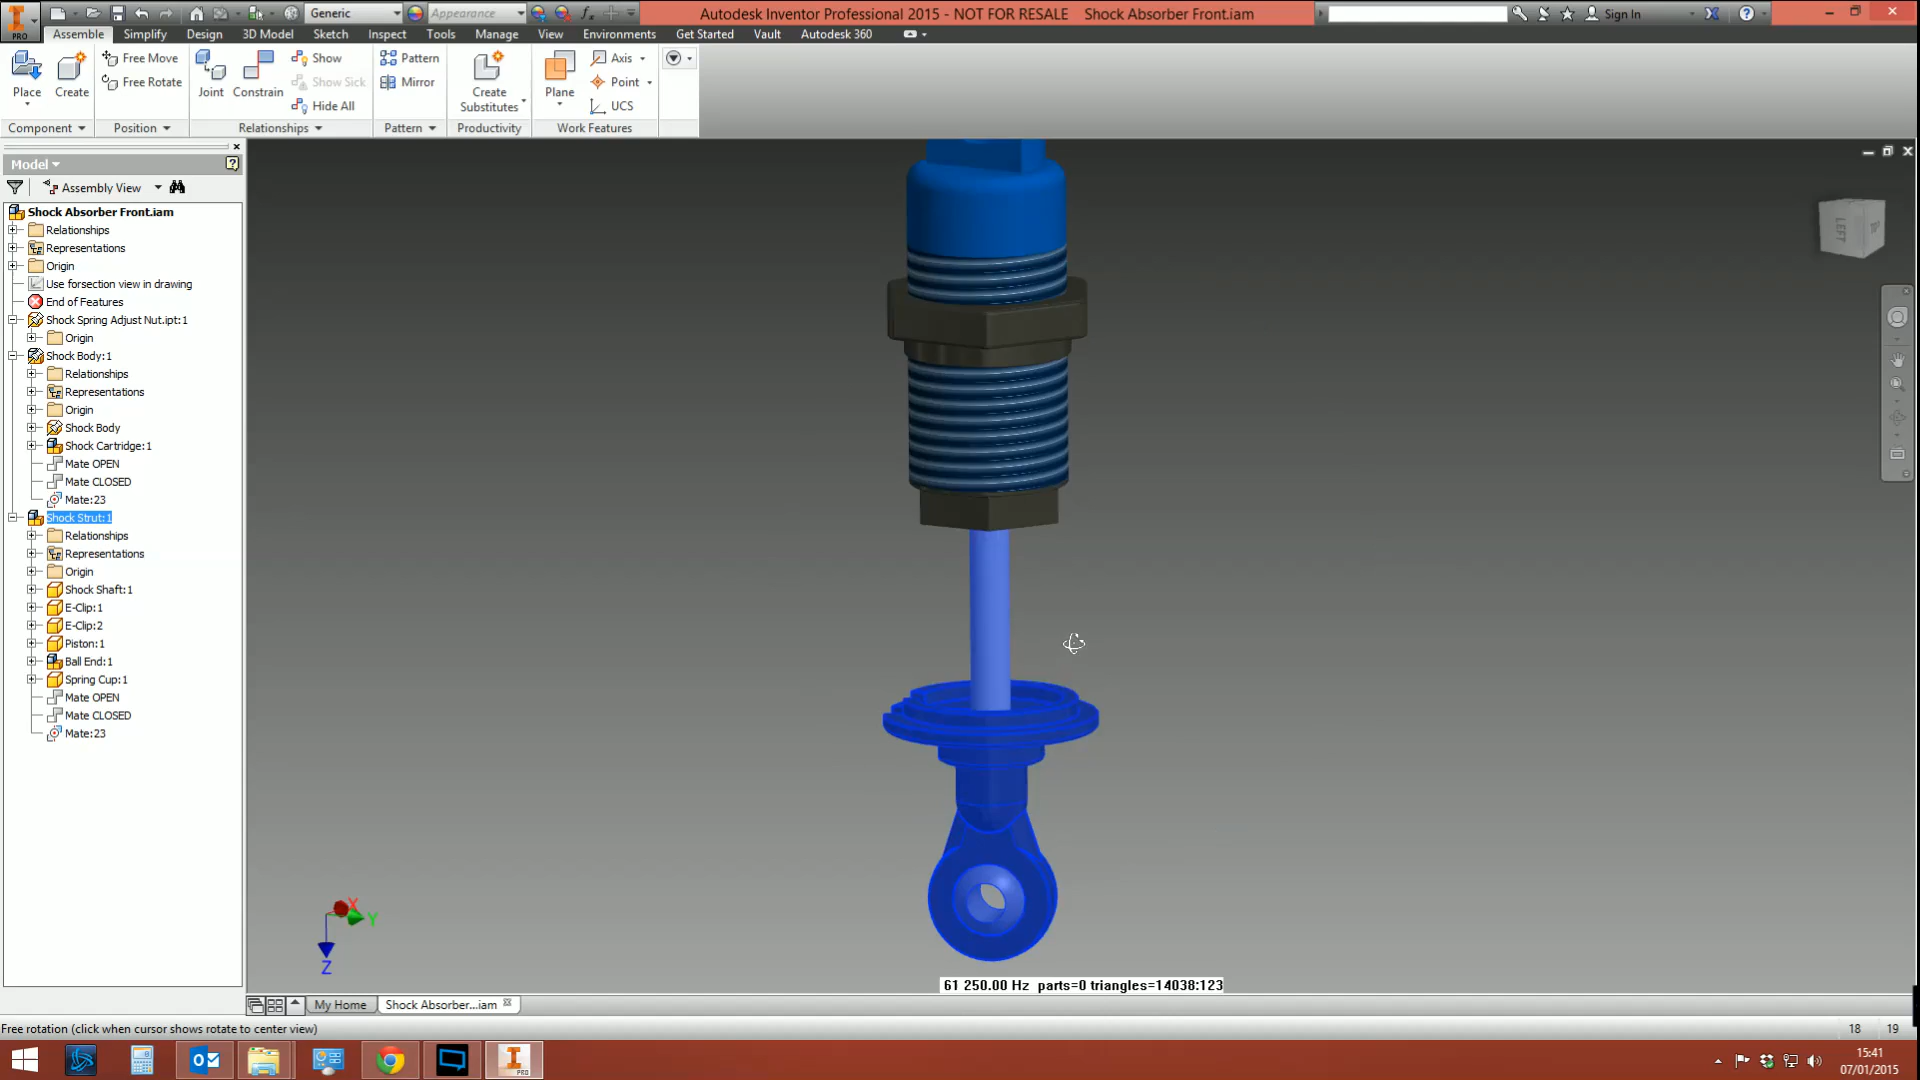 Generic
Appearance
Autodesk Inventor Professional 2015 - NOT FOR RESALE Shock Absorber Front.iam
Sign In
PRO
Assemble Simplify Design 3D Model Sketch Inspect Tools Manage View Environments Get Started Vault Autodesk 360
Place Create
Free Move
Free Rotate
Joint Constrain
Show
Show Sick
Hide All
Pattern
Mirror
Create Substitutes
Plane
Axis
Point
UCS
Component Position Relationships Pattern Productivity Work Features
Model
Assembly View
Shock Absorber Front.iam
Relationships
Representations
Origin
Use forsection view in drawing
End of Features
Shock Spring Adjust Nut.ipt:1
Origin
Shock Body:1
Relationships
Representations
Origin
Shock Body
Shock Cartridge:1
Mate OPEN
Mate CLOSED
Mate:23
Shock Strut:1
Relationships
Representations
Origin
Shock Shaft:1
E-Clip:1
E-Clip:2
Piston:1
Ball End:1
Spring Cup:1
Mate OPEN
Mate CLOSED
Mate:23
LEFT
X
Y
Z
61 250.00 Hz parts=0 triangles=14038:123
My Home Shock Absorber...iam
Free rotation (click when cursor shows rotate to center view)
18 19
PRO
15:41
07/01/2015